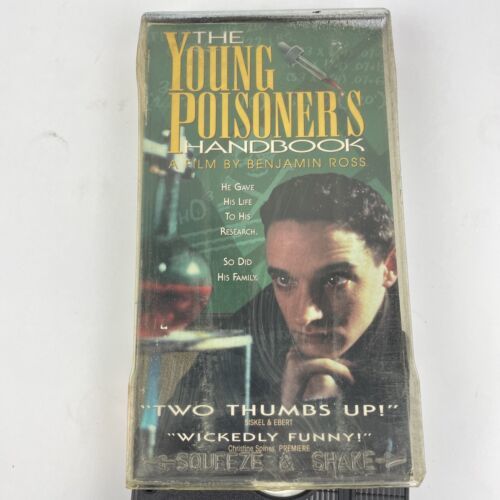 THE
YOUNG
POISONER'S
HANDBOOK
A FILM BY BENJAMIN ROSS
HE GAVE
HIS LIFE
TO HIS
RESEARCH.
SO DID
HIS FAMILY.
"TWO THUMBS UP!"
SISKEL & EBERT
"WICKEDLY FUNNY!"
Christine Spines, PREMIERE
SQUEEZE & SHAKE